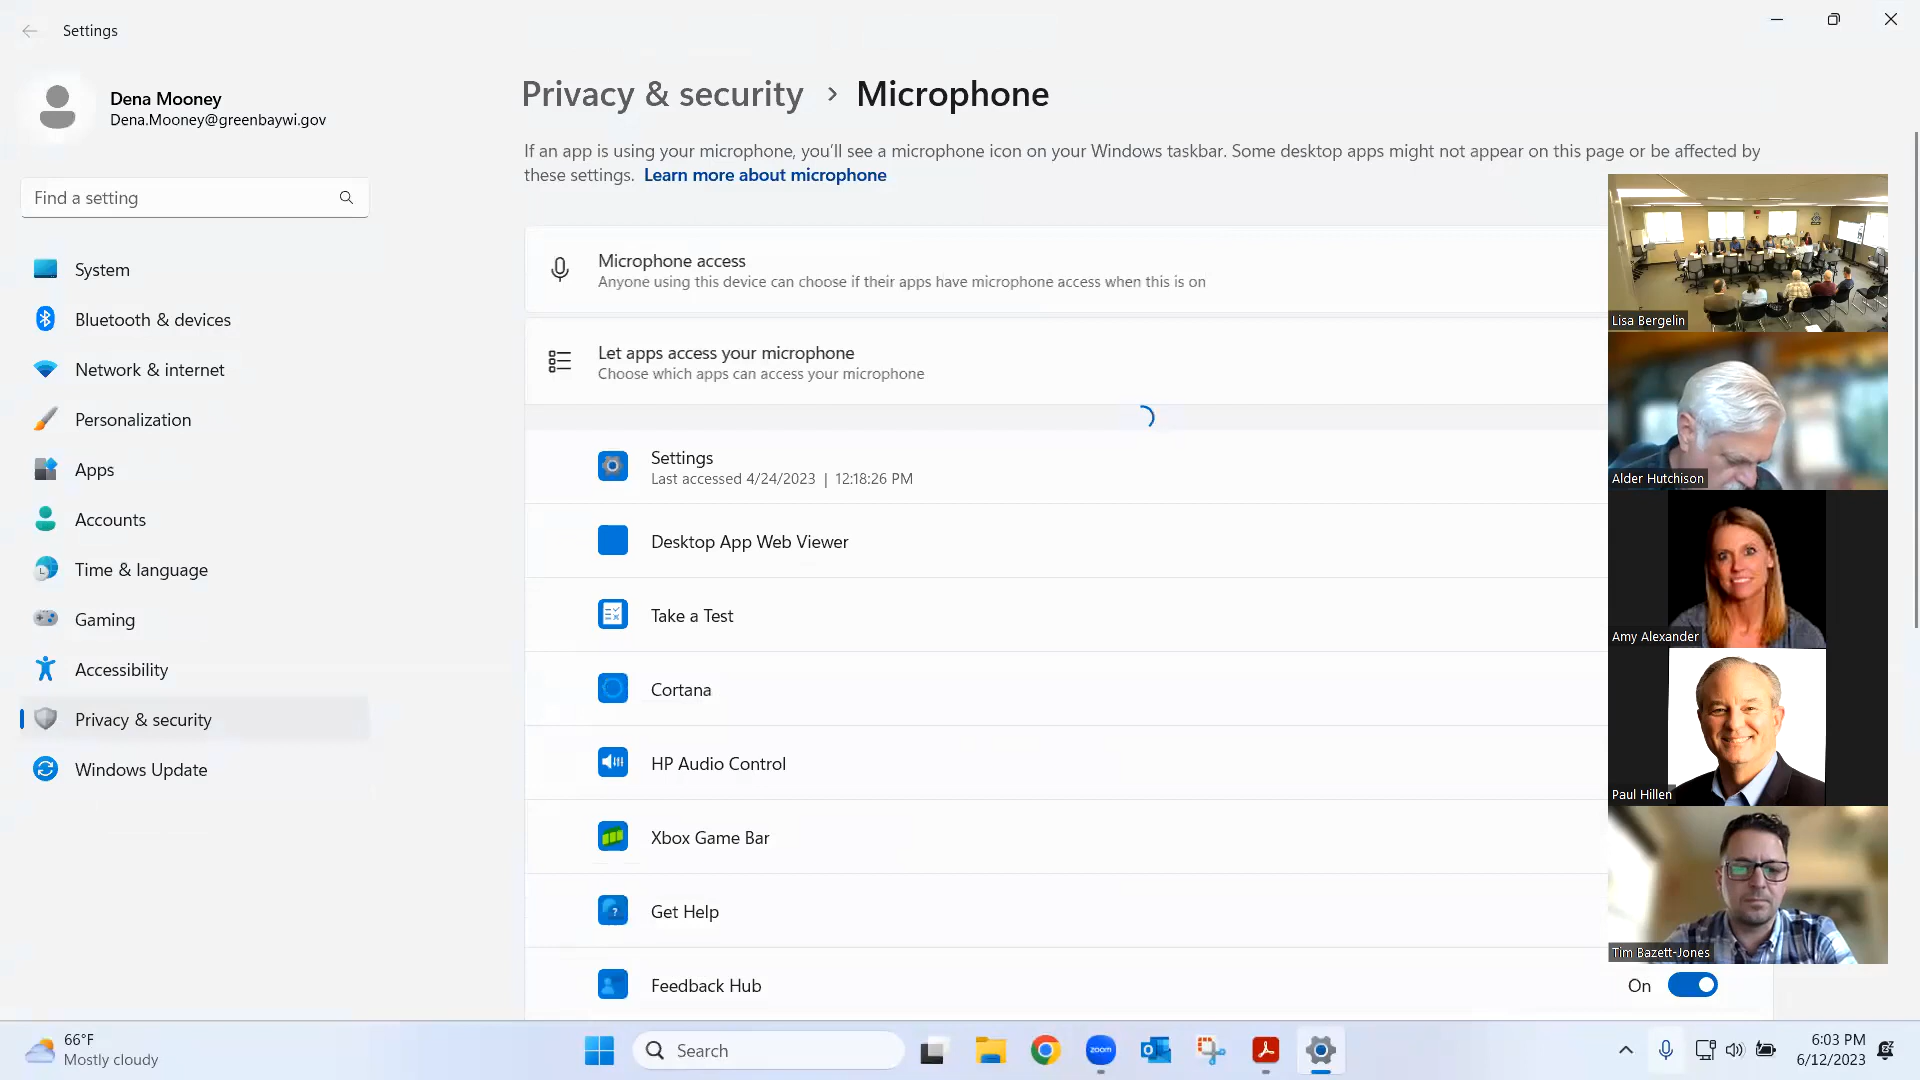 Settings
Dena Mooney
Dena.Mooney@greenbaywi.gov
Find a setting
System
Bluetooth & devices
Network & internet
Personalization
Apps
Accounts
Time & language
Gaming
Accessibility
Privacy & security
Windows Update
Privacy & security > Microphone
If an app is using your microphone, you'll see a microphone icon on your Windows taskbar. Some desktop apps might not appear on this page or be affected by
these settings. Learn more about microphone
Microphone access
Anyone using this device can choose if their apps have microphone access when this is on
Let apps access your microphone
Choose which apps can access your microphone
Settings
Last accessed 4/24/2023 | 12:18:26 PM
Desktop App Web Viewer
Take a Test
Cortana
HP Audio Control
Xbox Game Bar
Get Help
Feedback Hub
On
Lisa Bergelin
Alder Hutchison
Amy Alexander
Paul Hillen
Tim Bazett-Jones
66°F
Mostly cloudy
Search
zoom
6:03 PM
6/12/2023